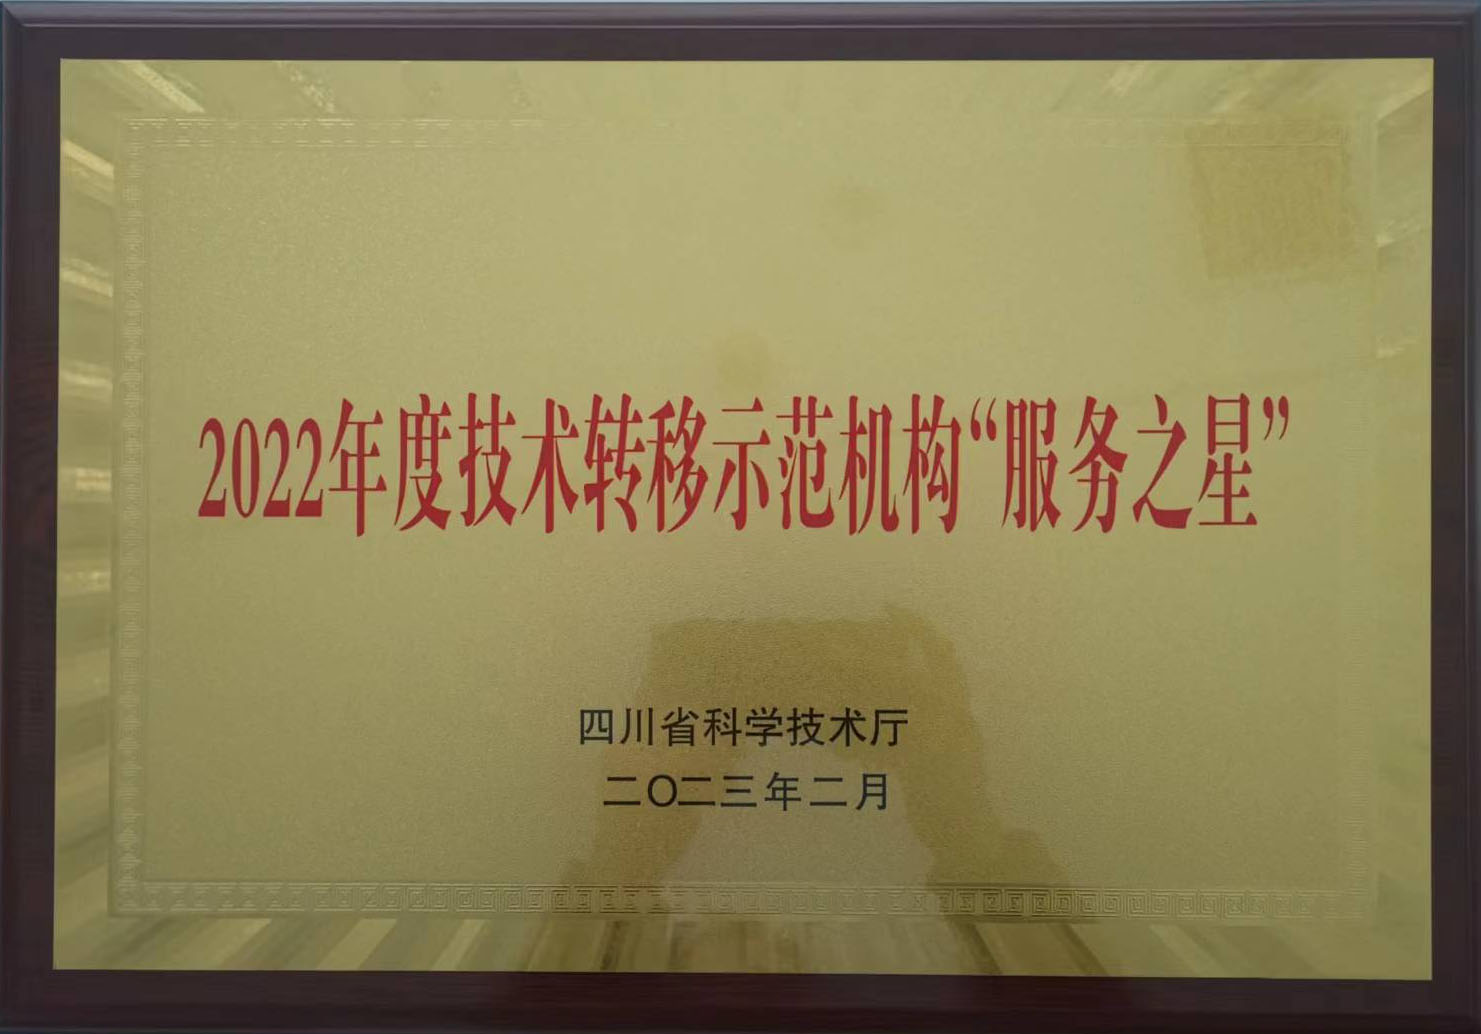 2022年度技术转移示范机构“服务之星”
四川省科学技术厅
二〇二三年二月